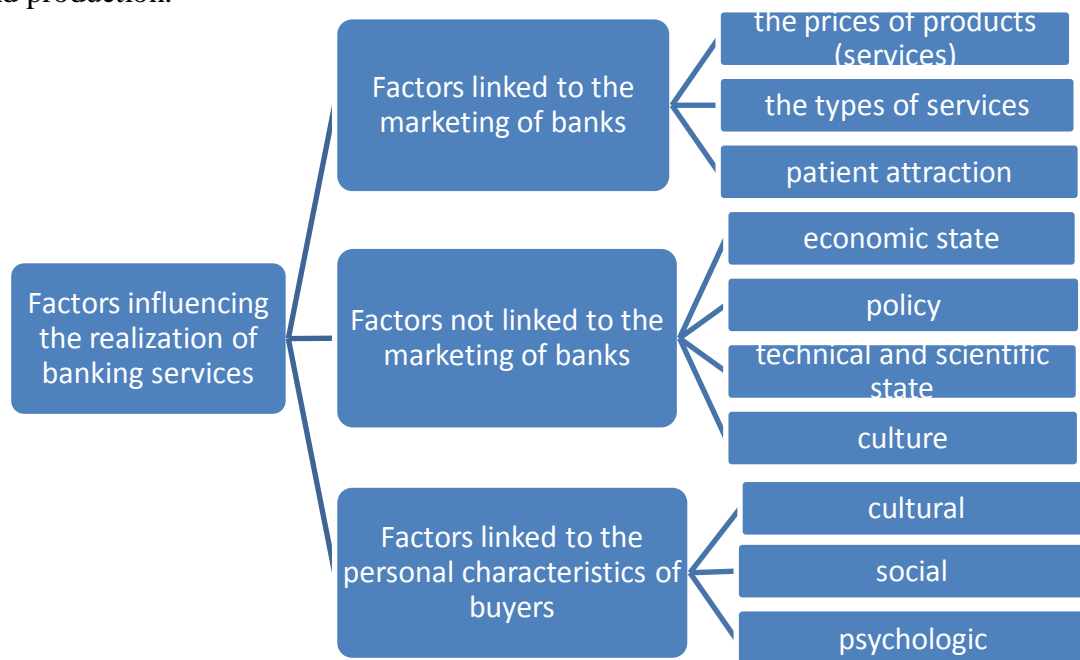 production.
Factors influencing
the realization of
banking services
Factors linked to the
marketing of banks
the prices of products
(services)
the types of services
patient attraction
Factors not linked to the
marketing of banks
economic state
policy
technical and scientific
state
culture
Factors linked to the
personal characteristics of
buyers
cultural
social
psychologic